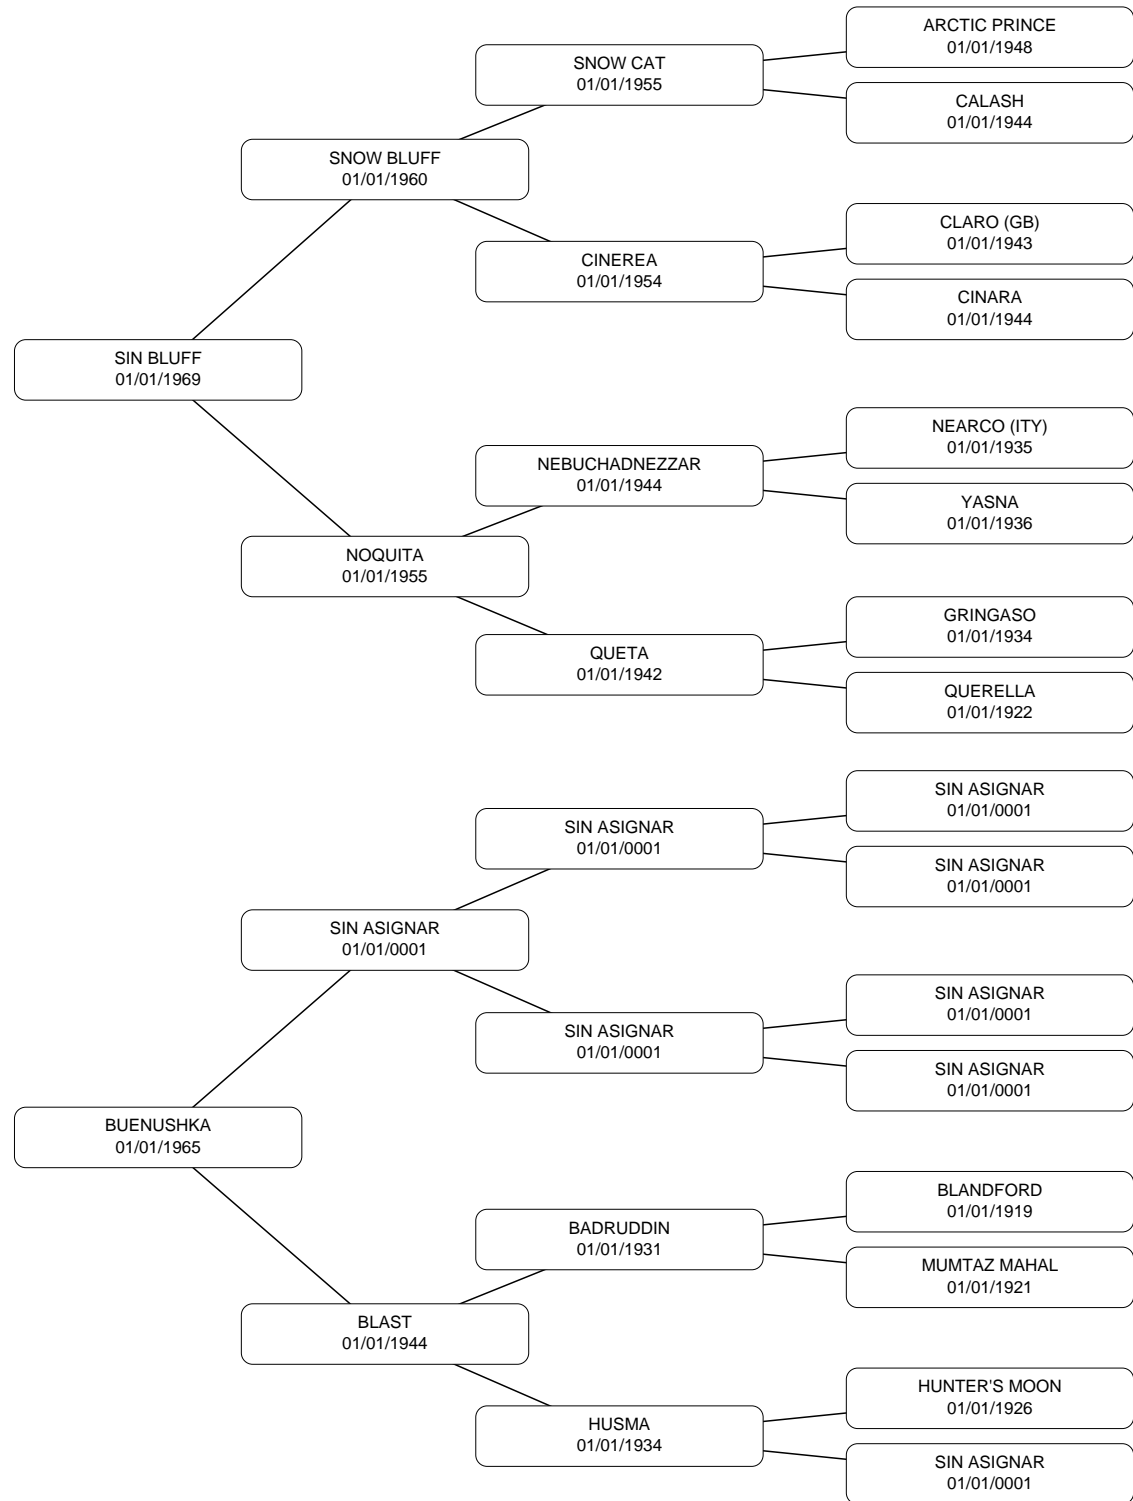 ARCTIC PRINCE
01/01/1948
SNOW CAT
01/01/1955
CALASH
01/01/1944
SNOW BLUFF
01/01/1960
CLARO (GB)
01/01/1943
CINEREA
01/01/1954
CINARA
01/01/1944
SIN BLUFF
01/01/1969
NEARCO (ITY)
01/01/1935
NEBUCHADNEZZAR
01/01/1944
YASNA
01/01/1936
NOQUITA
01/01/1955
GRINGASO
01/01/1934
QUETA
01/01/1942
QUERELLA
01/01/1922
SIN ASIGNAR
01/01/0001
SIN ASIGNAR
01/01/0001
SIN ASIGNAR
01/01/0001
SIN ASIGNAR
01/01/0001
SIN ASIGNAR
01/01/0001
SIN ASIGNAR
01/01/0001
SIN ASIGNAR
01/01/0001
BUENUSHKA
01/01/1965
BLANDFORD
01/01/1919
BADRUDDIN
01/01/1931
MUMTAZ MAHAL
01/01/1921
BLAST
01/01/1944
HUNTER'S MOON
01/01/1926
HUSMA
01/01/1934
SIN ASIGNAR
01/01/0001